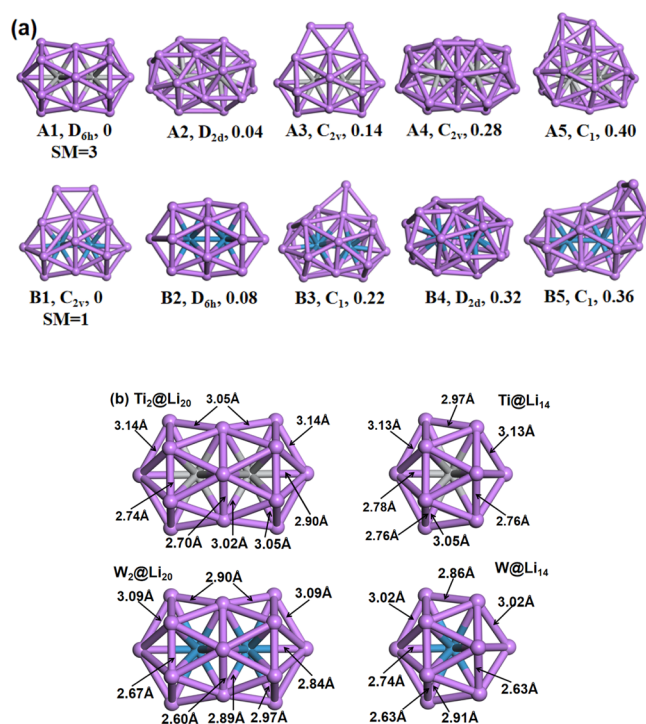 (a)
A1, D6h, 0
SM=3
A2, D2d, 0.04
A3, C2v, 0.14
A4, C2v, 0.28
A5, C1, 0.40
B1, C2v, 0
SM=1
B2, D6h, 0.08
B3, C1, 0.22
B4, D2d, 0.32
B5, C1, 0.36
(b) Ti2@Li20
3.05Å
3.14Å
3.14Å
2.74Å
2.70Å
3.02Å
3.05Å
2.90Å
Ti@Li14
2.97Å
3.13Å
3.13Å
2.78Å
2.76Å
3.05Å
2.76Å
W2@Li20
2.90Å
3.09Å
3.09Å
2.67Å
2.60Å
2.89Å
2.97Å
2.84Å
W@Li14
2.86Å
3.02Å
3.02Å
2.74Å
2.63Å
2.91Å
2.63Å